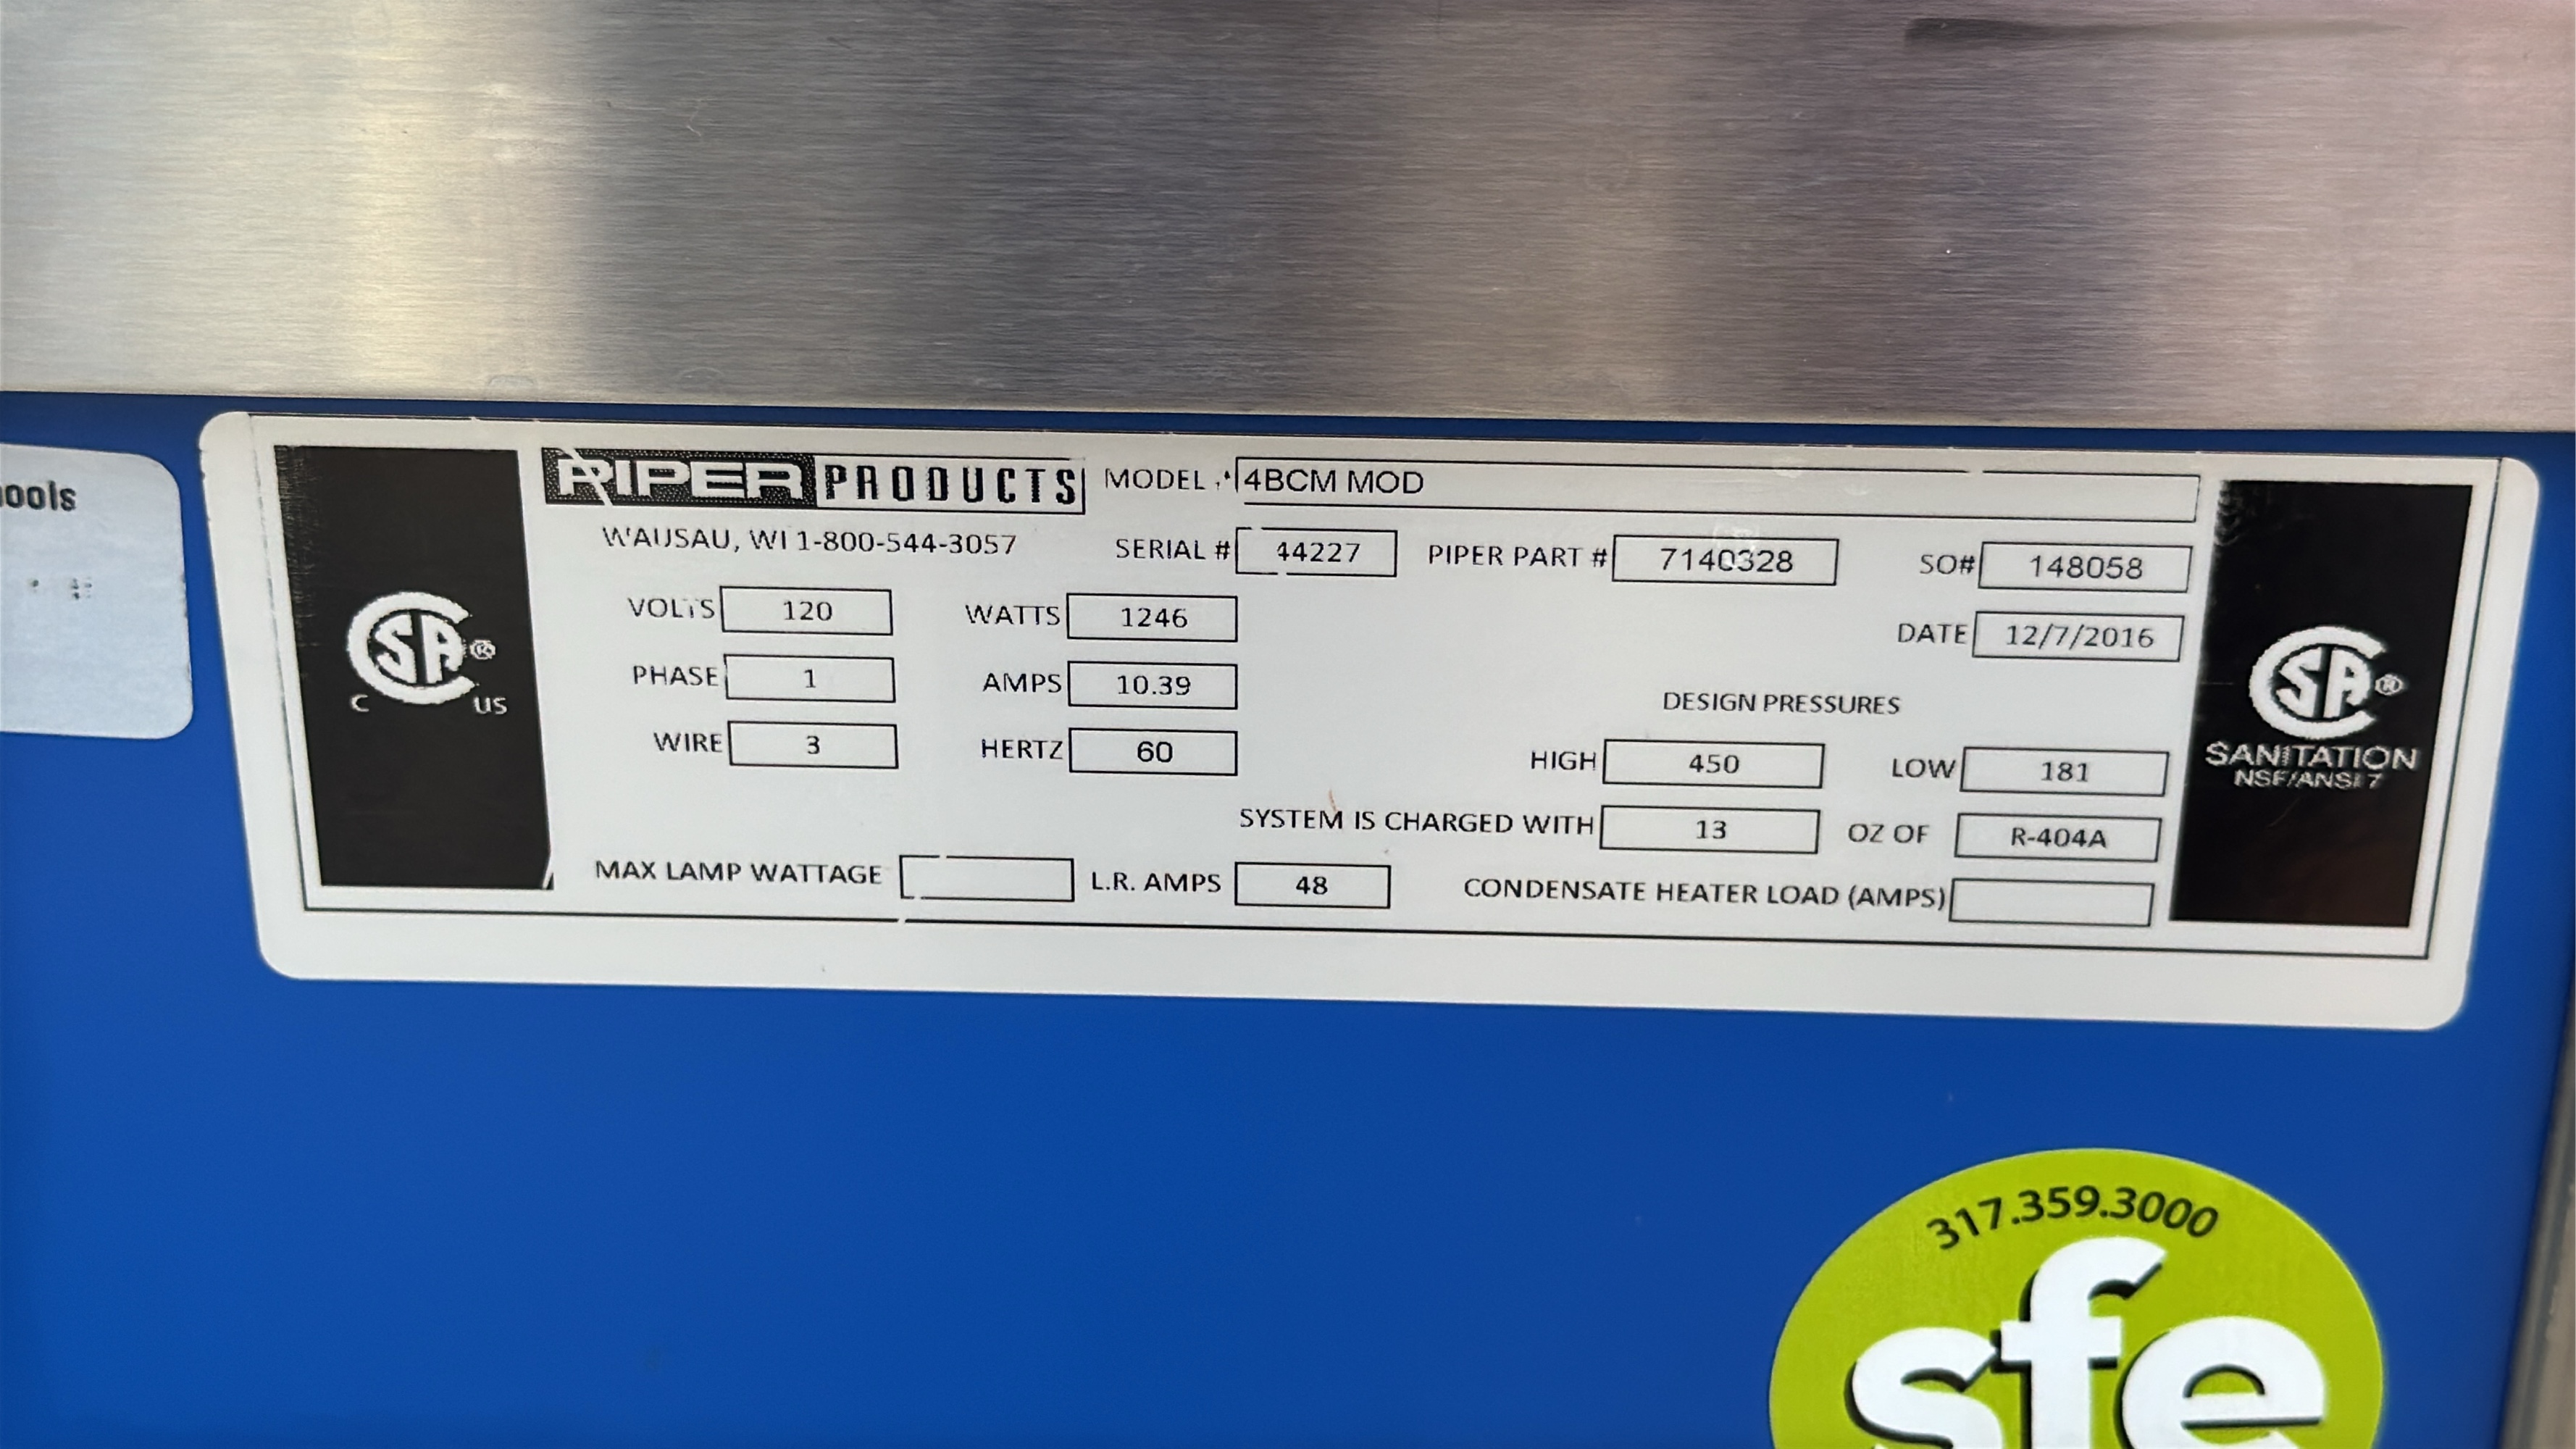 ools
PIPER PRODUCTS MODEL 4BCM MOD
WAUSAU, WI 1-800-544-3057 SERIAL # 44227 PIPER PART # 7140328 SO# 148058
VOLTS 120 WATTS 1246 DATE 12/7/2016
PHASE 1 AMPS 10.39 DESIGN PRESSURES
WIRE 3 HERTZ 60 HIGH 450 LOW 181
SYSTEM IS CHARGED WITH 13 OZ OF R-404A
MAX LAMP WATTAGE L.R. AMPS 48 CONDENSATE HEATER LOAD (AMPS)
CSA®
C US
CSA®
SANITATION
NSF/ANSI 7
317.359.3000
sfe